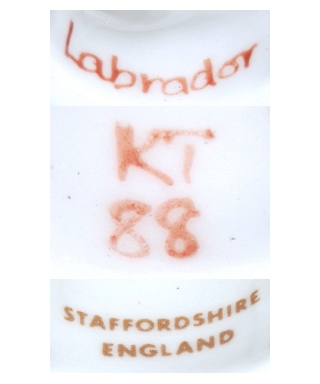 Labrador
KT
88
STAFFORDSHIRE
ENGLAND